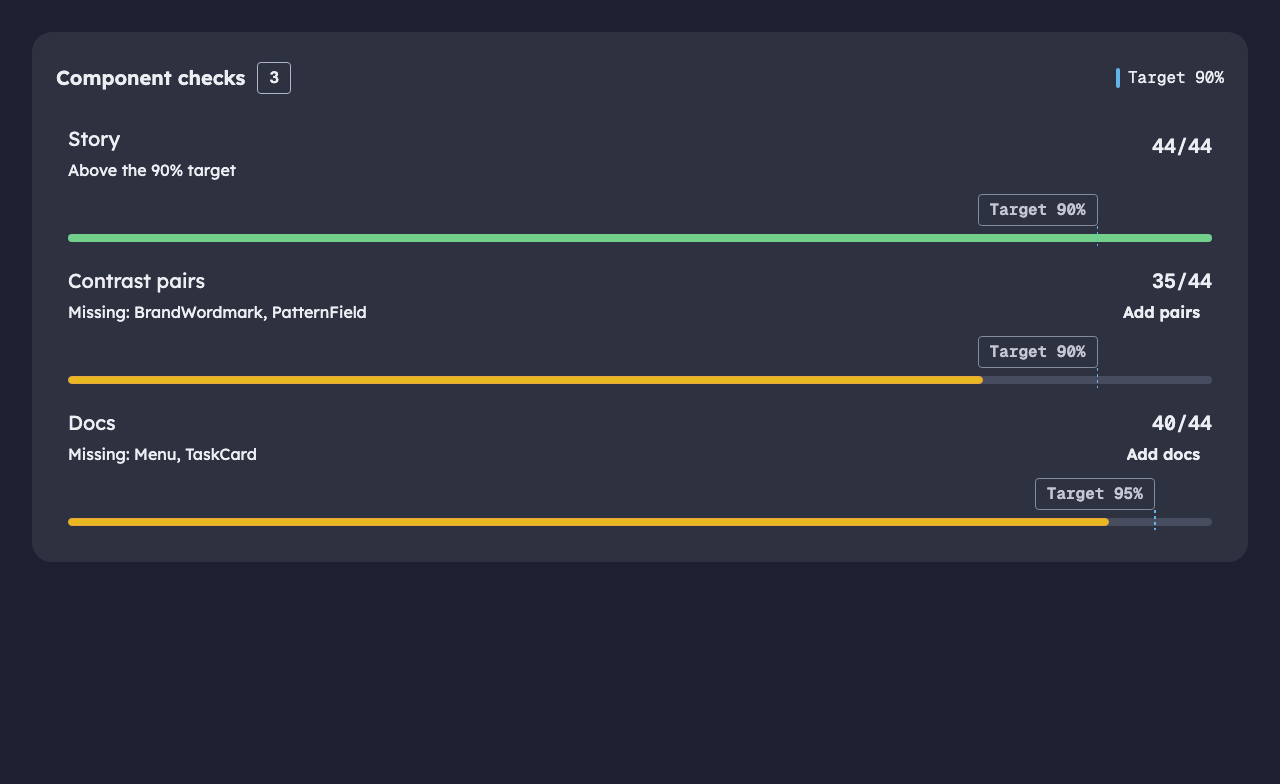 Component checks 3
Target 90%
Story
44/44
Above the 90% target
Target 90%
Contrast pairs
35/44
Missing: BrandWordmark, PatternField
Add pairs
Target 90%
Docs
40/44
Missing: Menu, TaskCard
Add docs
Target 95%